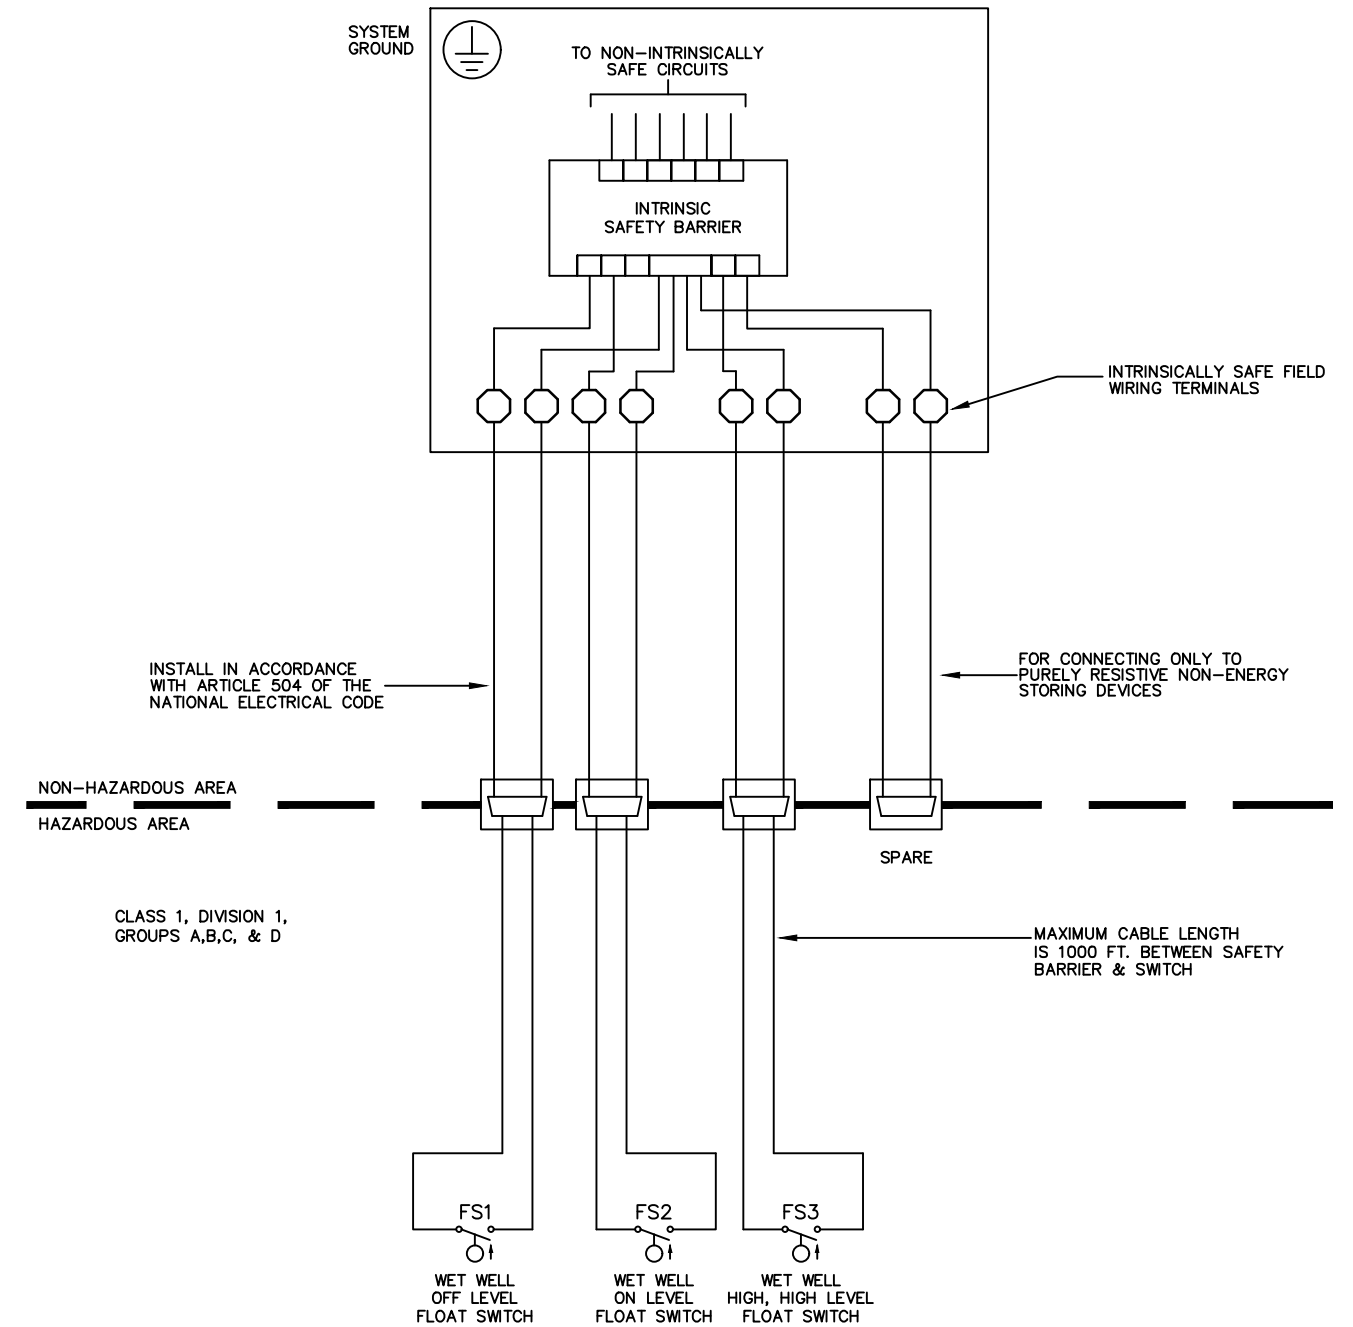 SYSTEM
GROUND
TO NON-INTRINSICALLY
SAFE CIRCUITS
INTRINSIC
SAFETY BARRIER
INTRINSICALLY SAFE FIELD
WIRING TERMINALS
INSTALL IN ACCORDANCE
WITH ARTICLE 504 OF THE
NATIONAL ELECTRICAL CODE
FOR CONNECTING ONLY TO
PURELY RESISTIVE NON-ENERGY
STORING DEVICES
NON-HAZARDOUS AREA
HAZARDOUS AREA
SPARE
CLASS 1, DIVISION 1,
GROUPS A,B,C, & D
MAXIMUM CABLE LENGTH
IS 1000 FT. BETWEEN SAFETY
BARRIER & SWITCH
FS1
WET WELL
OFF LEVEL
FLOAT SWITCH
FS2
WET WELL
ON LEVEL
FLOAT SWITCH
FS3
WET WELL
HIGH, HIGH LEVEL
FLOAT SWITCH